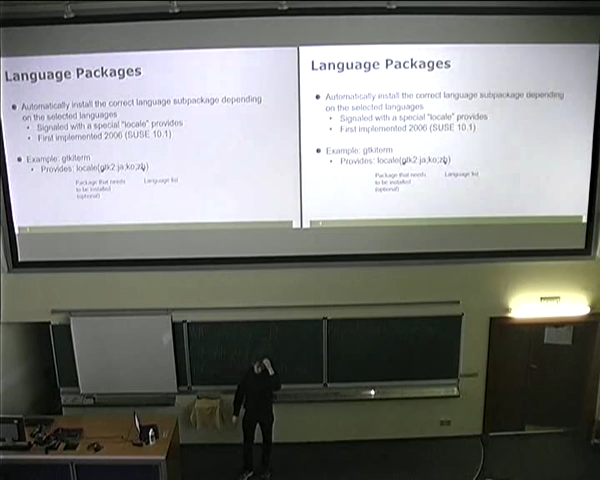 Language Packages
Automatically install the correct language subpackage depending
on the selected languages
Signaled with a special "locale" provides
First implemented 2006 (SUSE 10.1)
Example: gtkiterm
Provides: locale(gtk2:ja;ko;zh)
Package that needs
to be installed
(optional)
Language list
Language Packages
Automatically install the correct language subpackage depending
on the selected languages
Signaled with a special "locale" provides
First implemented 2006 (SUSE 10.1)
Example: gtkiterm
Provides: locale(gtk2:ja;ko;zh)
Package that needs
to be installed
(optional)
Language list